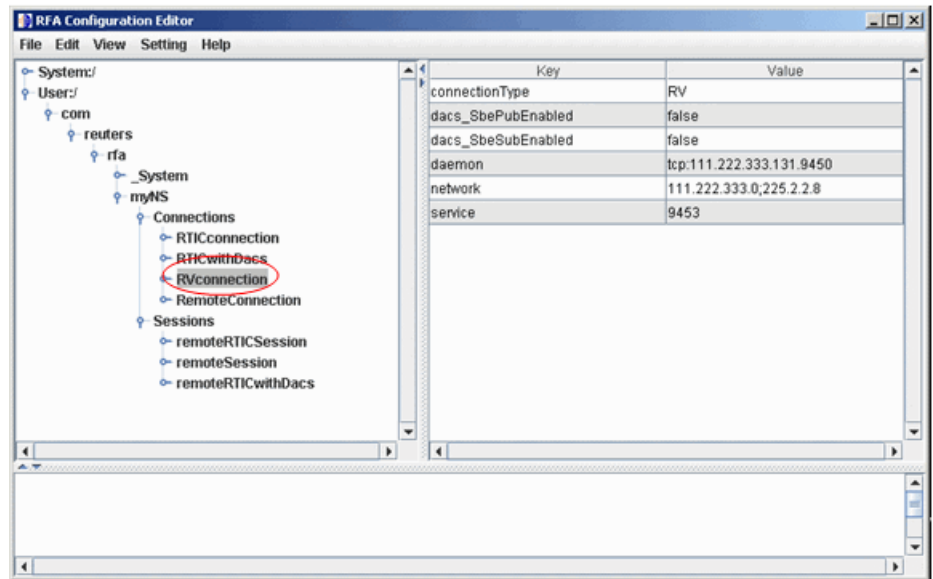 RFA Configuration Editor
File Edit View Setting Help
System:/
User:/
com
reuters
rfa
_System
myNS
Connections
RTICconnection
RTICwithDacs
RVconnection
RemoteConnection
Sessions
remoteRTICSession
remoteSession
remoteRTICwithDacs
Key Value
connectionType RV
dacs_SbePubEnabled false
dacs_SbeSubEnabled false
daemon tcp:111.222.333.131.9450
network 111.222.333.0;225.2.2.8
service 9453